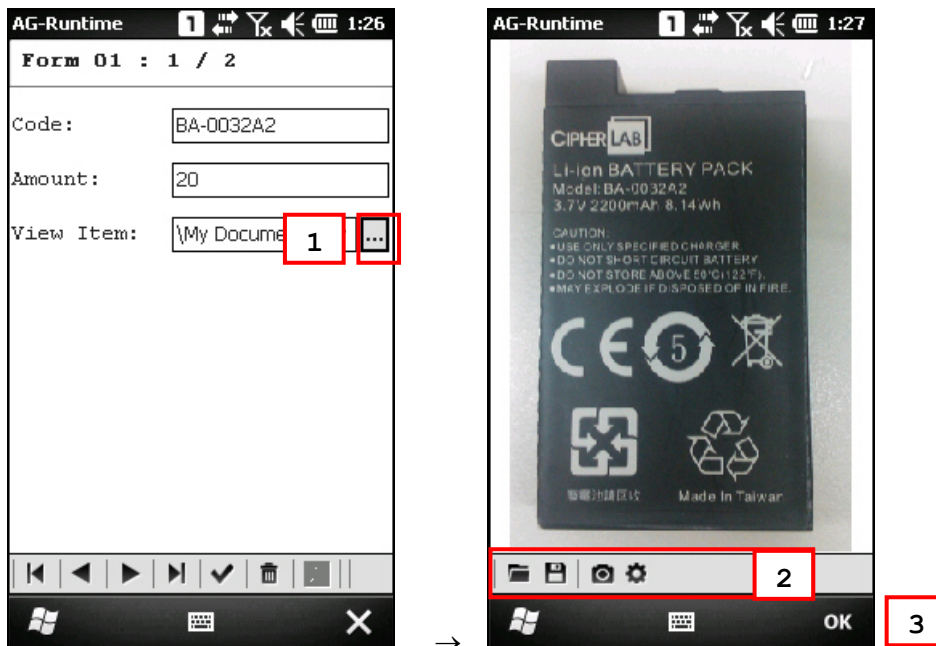 AG-Runtime 1 1:26
Form 01 : 1 / 2
Code: BA-0032A2
Amount: 20
View Item: \My Docume 1 ...
→
AG-Runtime 1 1:27
CIPHER LAB
Li-ion BATTERY PACK
Model: BA-0032A2
3.7V 2200mAh 8.14Wh
CAUTION:
•USE ONLY SPECIFIED CHARGER.
•DO NOT SHORT CIRCUIT BATTERY
•DO NOT STORE ABOVE 50°C(122°F).
•MAY EXPLODE IF DISPOSED OF IN FIRE.
CE 5
Made In Taiwan
2
OK 3